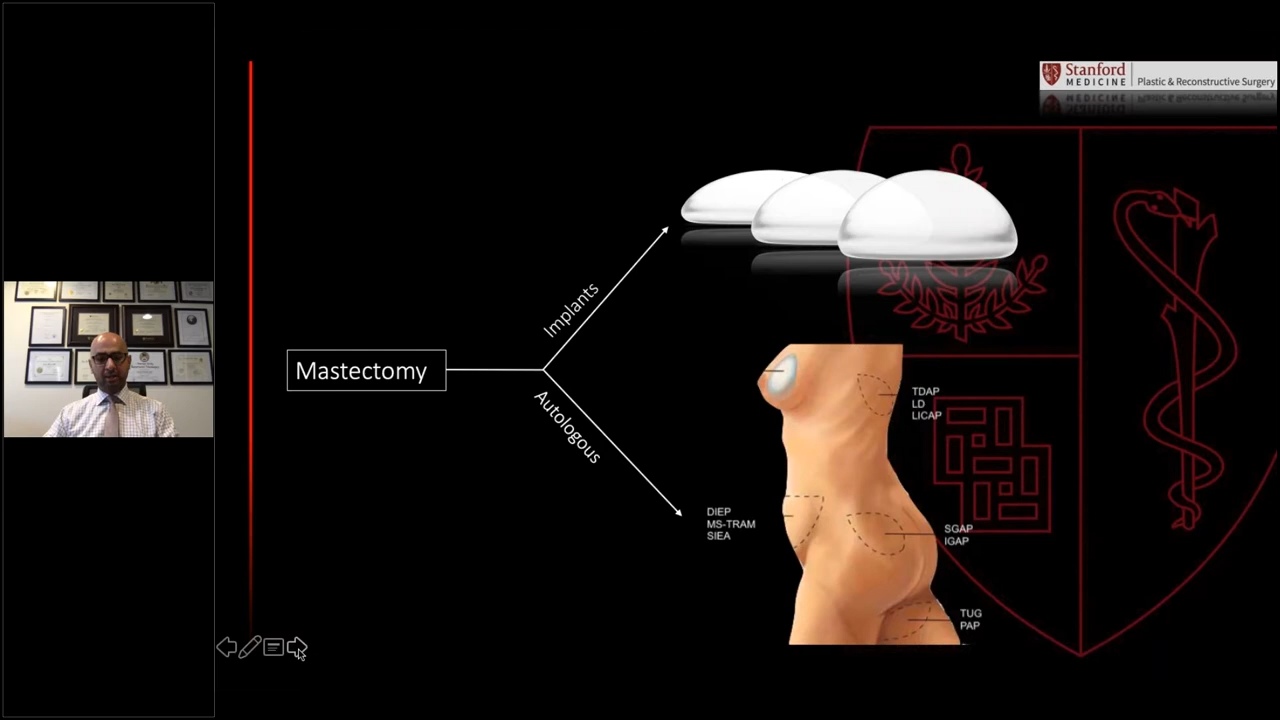 Stanford
MEDICINE
Plastic & Reconstructive Surgery
Implants
Mastectomy
Autologous
TDAP
LD
LICAP
DIEP
MS-TRAM
SIEA
SGAP
IGAP
TUG
PAP